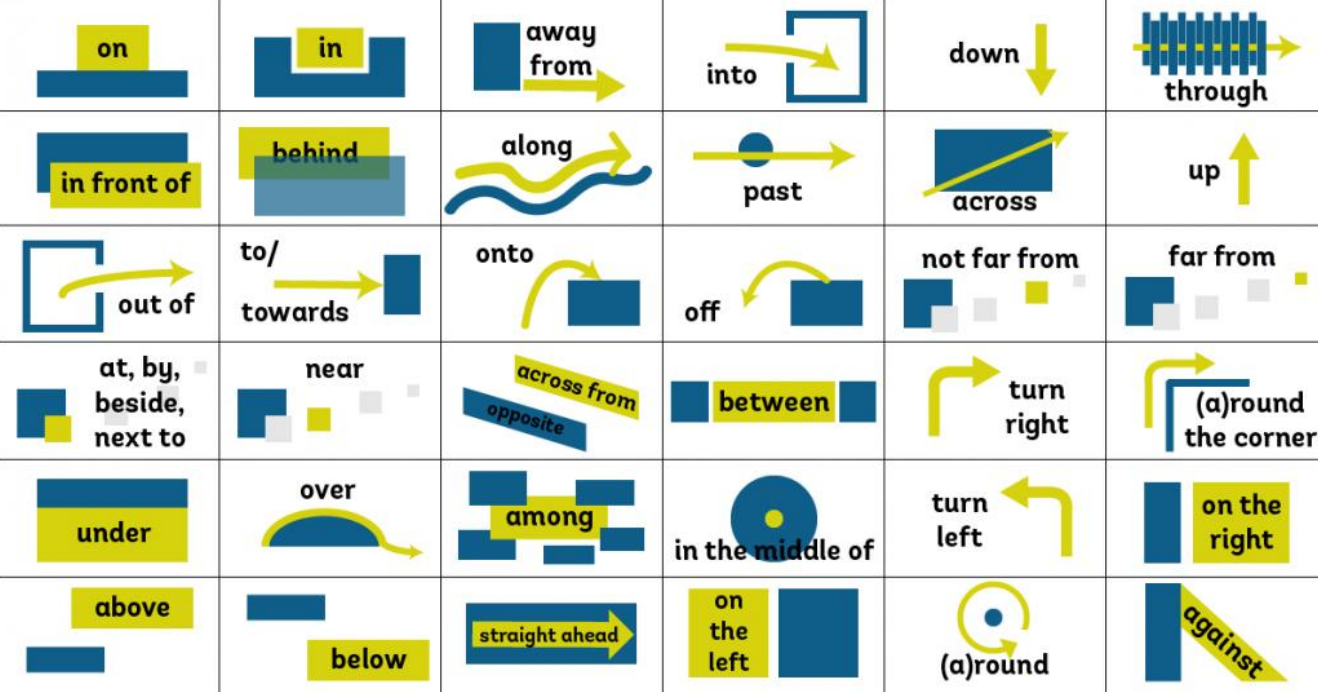 on
in
away
from
into
down
through
in front of
behind
along
past
across
up
out of
to/
towards
onto
off
not far from
far from
at, by,
beside,
next to
near
across from
opposite
between
turn
right
(a)round
the corner
under
over
among
in the middle of
turn
left
on the
right
above
below
straight ahead
on
the
left
(a)round
against